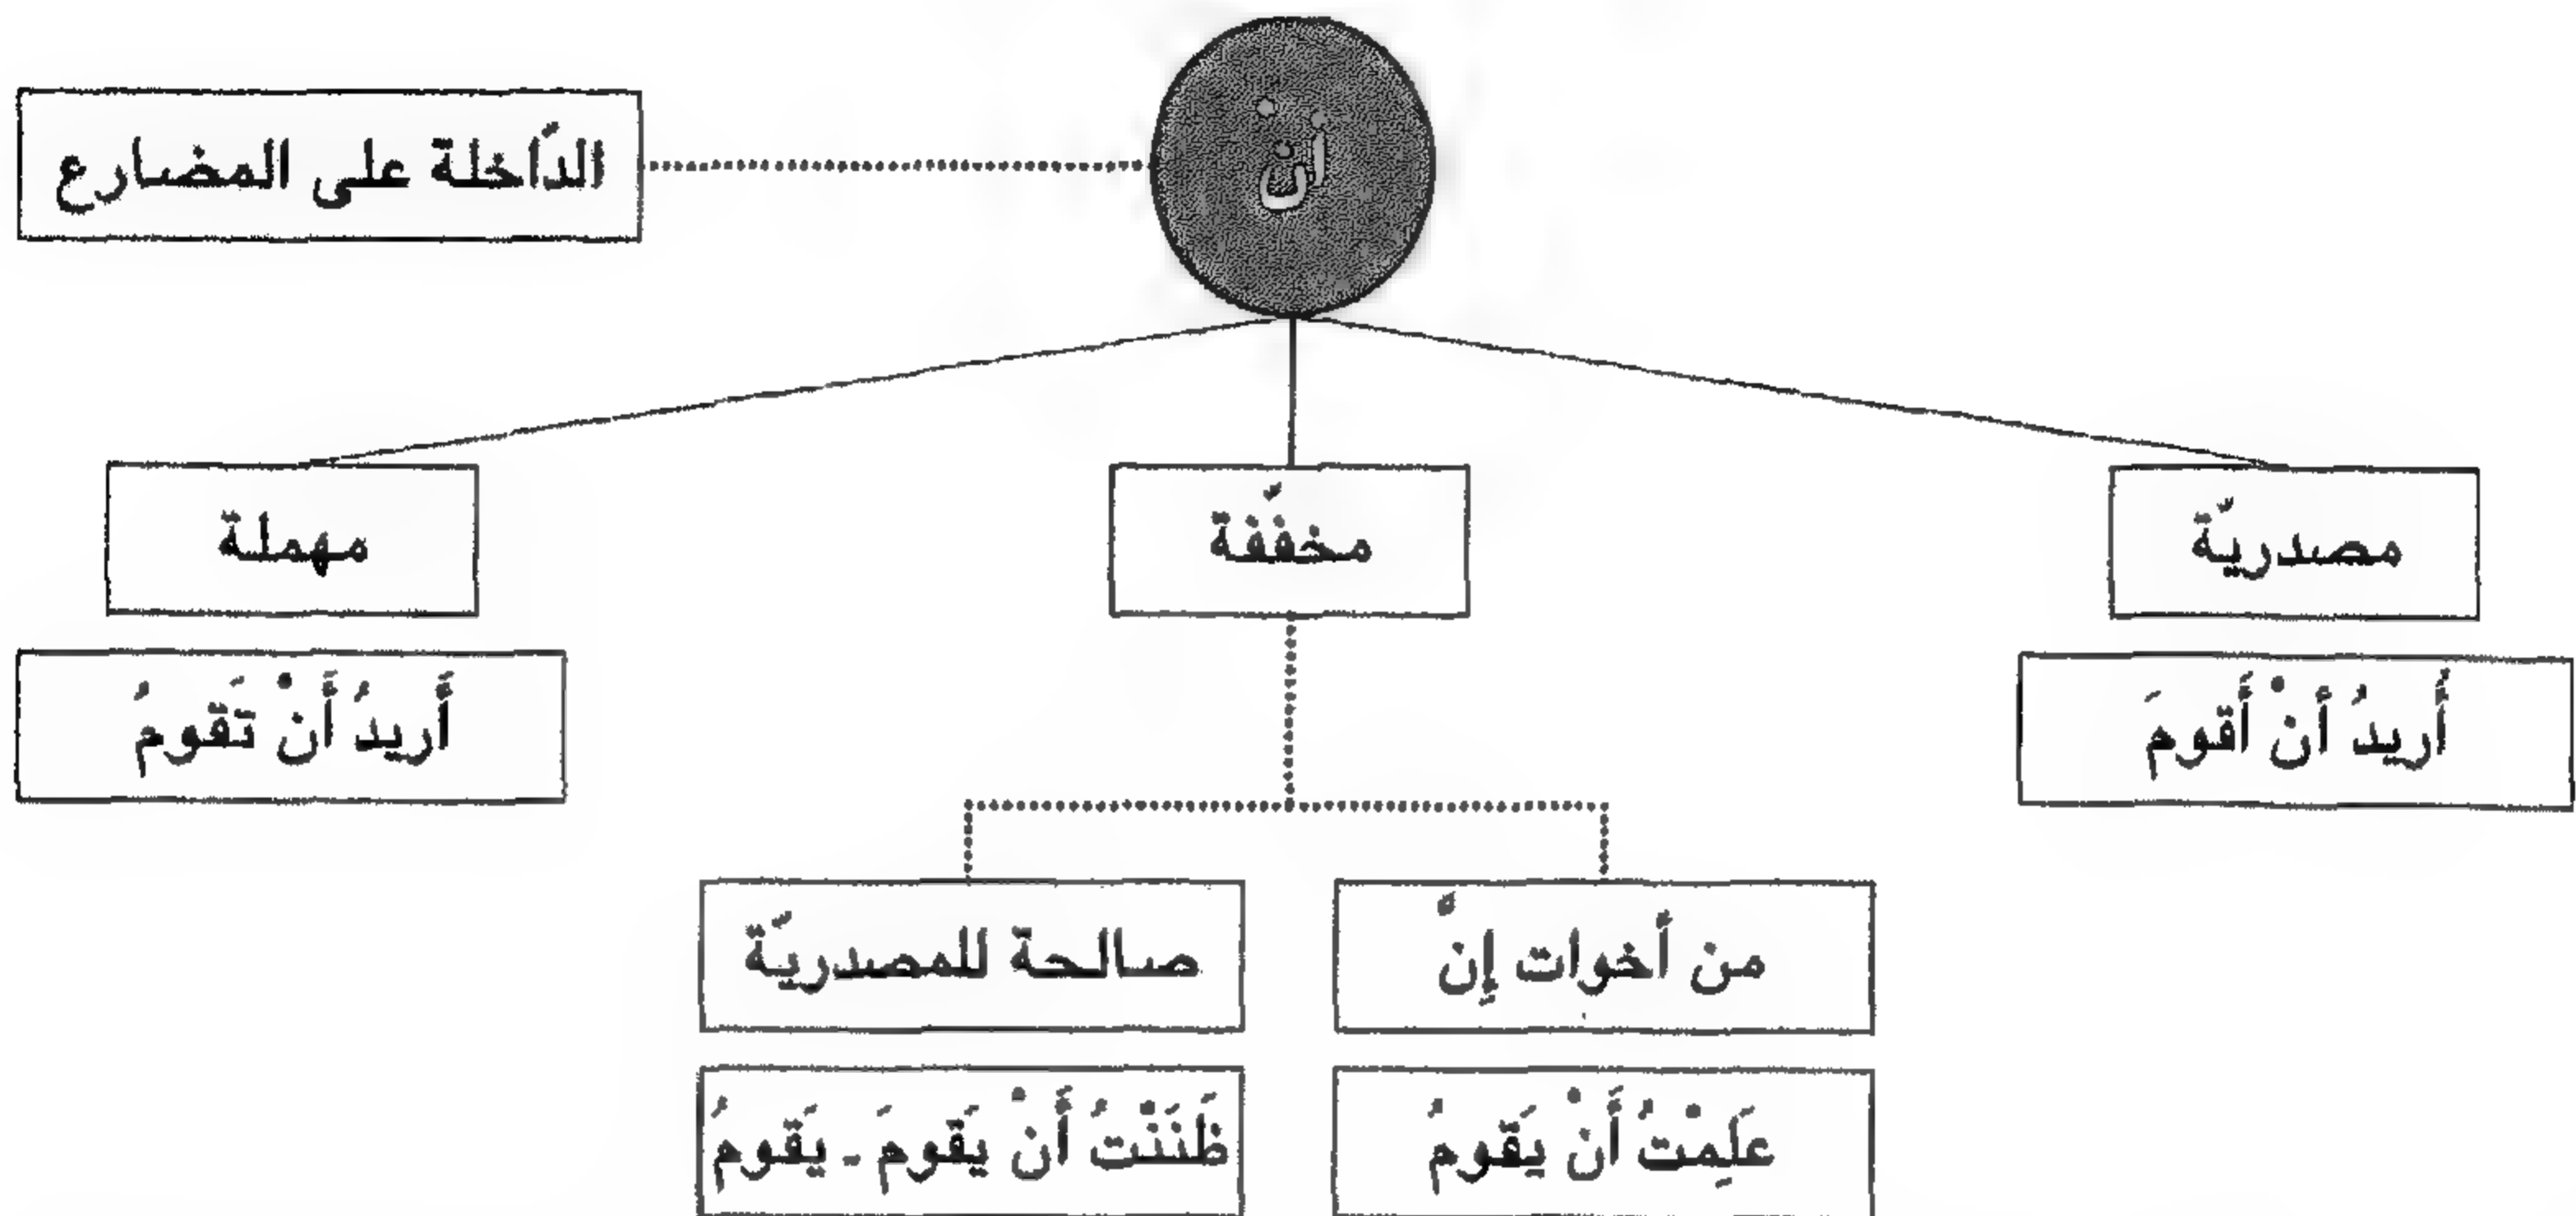 أنْ
الدّاخلة على المضارع
مصدريّة
مخفّفة
مهملة
أُريدُ أنْ أَقومَ
أُريدُ أَنْ تَقومُ
من أخوات إنّ
صالحة للمصدريّة
عَلِمْتُ أَنْ يَقومُ
ظَنَنْتُ أَنْ يَقومَ - يَقومُ